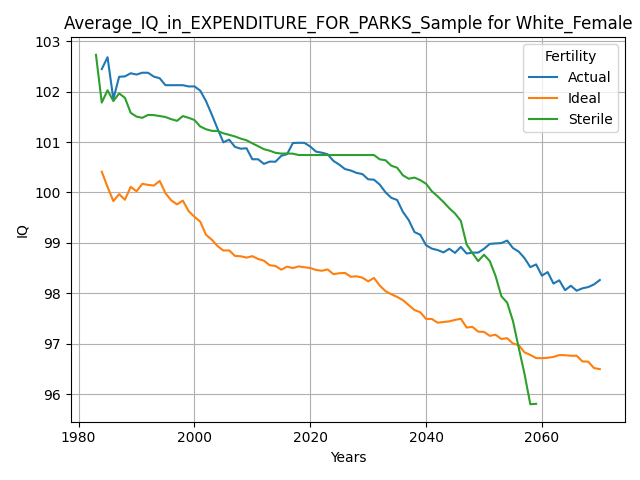 Average_IQ_in_EXPENDITURE_FOR_PARKS_Sample for White_Female
103
102
101
100
99
98
97
96
IQ
Fertility
Actual
Ideal
Sterile
1980
2000
2020
2040
2060
Years